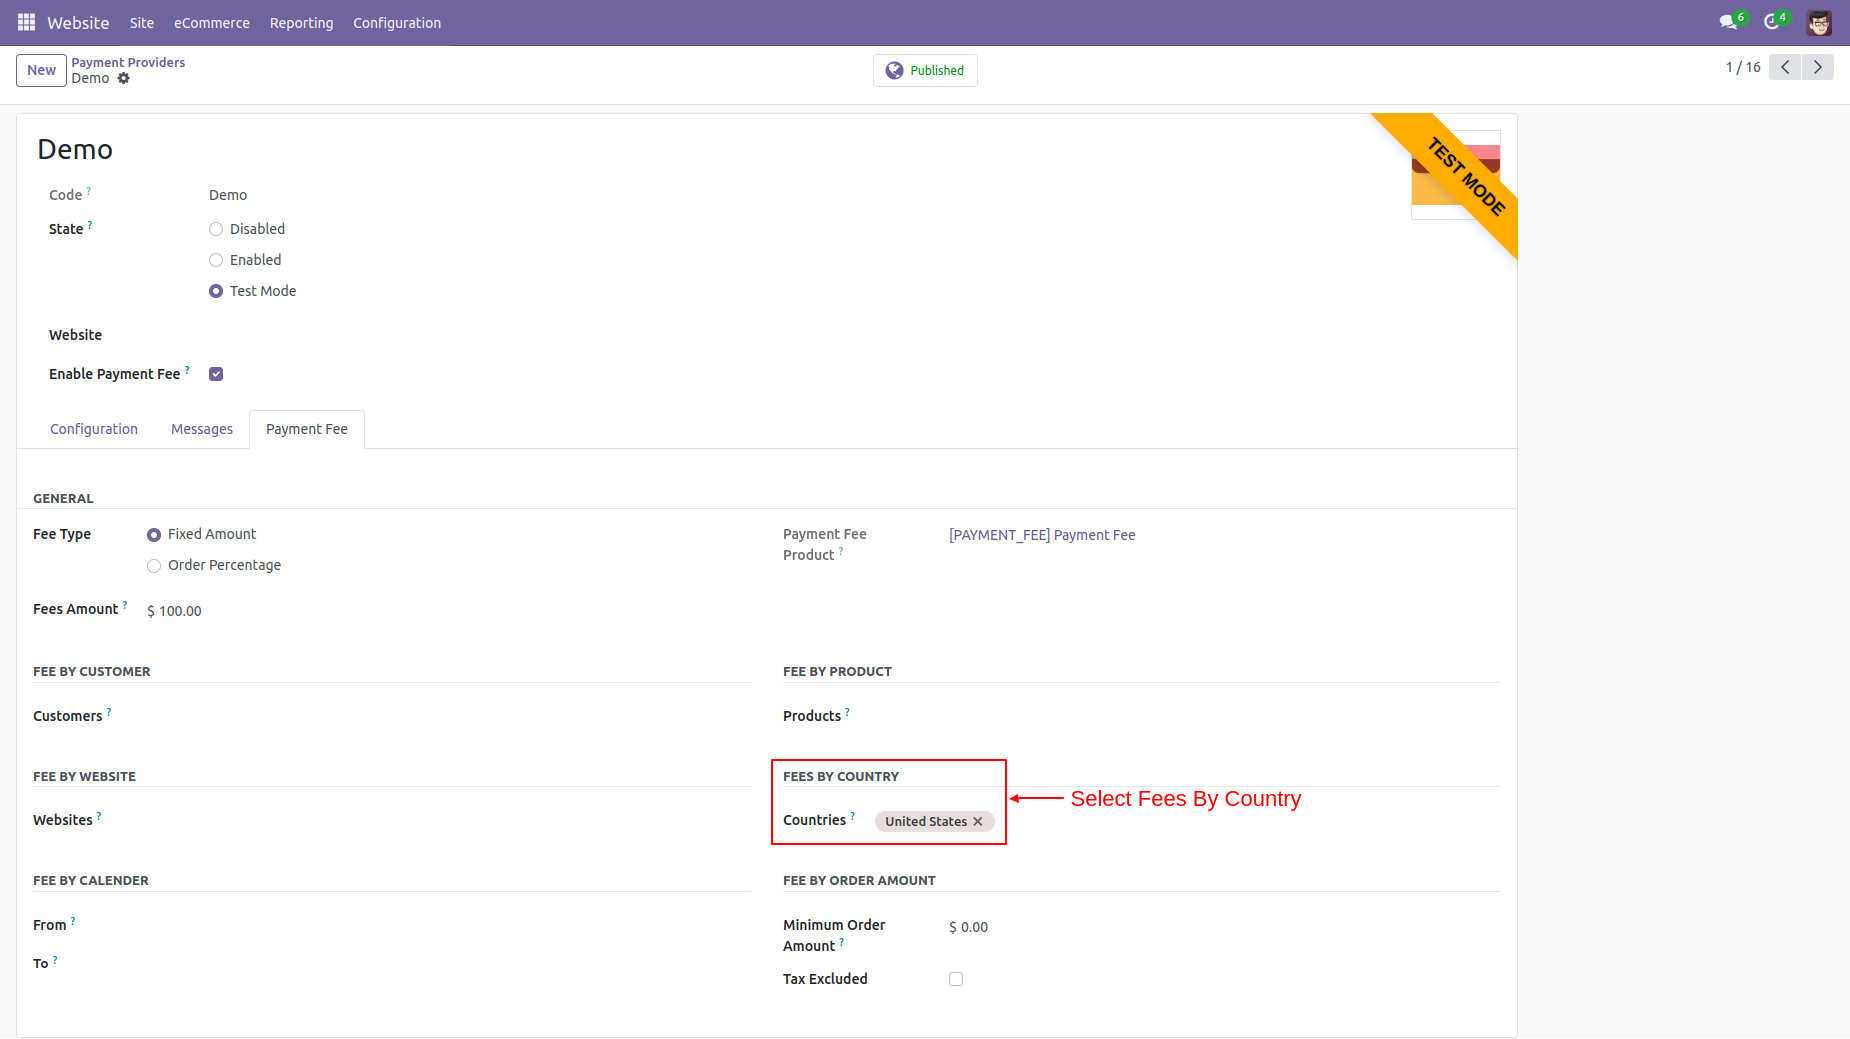 Website Site eCommerce Reporting Configuration 6 4
New Payment Providers
Demo
Published
1 / 16
Demo
TEST MODE
Code ? Demo
State ? Disabled
Enabled
Test Mode
Website
Enable Payment Fee ?
Configuration Messages Payment Fee
GENERAL
Fee Type Fixed Amount
Order Percentage
Payment Fee
Product ?
[PAYMENT_FEE] Payment Fee
Fees Amount ? $ 100.00
FEE BY CUSTOMER
Customers ?
FEE BY PRODUCT
Products ?
FEE BY WEBSITE
Websites ?
FEES BY COUNTRY
Countries ? United States ✕
Select Fees By Country
FEE BY CALENDER
From ?
To ?
FEE BY ORDER AMOUNT
Minimum Order
Amount ?
$ 0.00
Tax Excluded